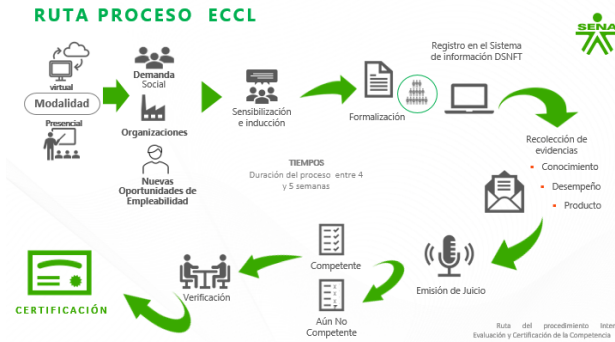 RUTA PROCESO ECCL
SENA
virtual
Modalidad
Presencial
Demanda
Social
Organizaciones
Nuevas
Oportunidades de
Empleabilidad
Sensibilización
e inducción
Formalización
Registro en el Sistema
de información DSNFT
Recolección de
evidencias
Conocimiento
Desempeño
Producto
TIEMPOS
Duración del proceso entre 4
y 5 semanas
Emisión de Juicio
Competente
Aún No
Competente
Verificación
CERTIFICACIÓN
Ruta del procedimiento Inter
Evaluación y Certificación de la Competencia